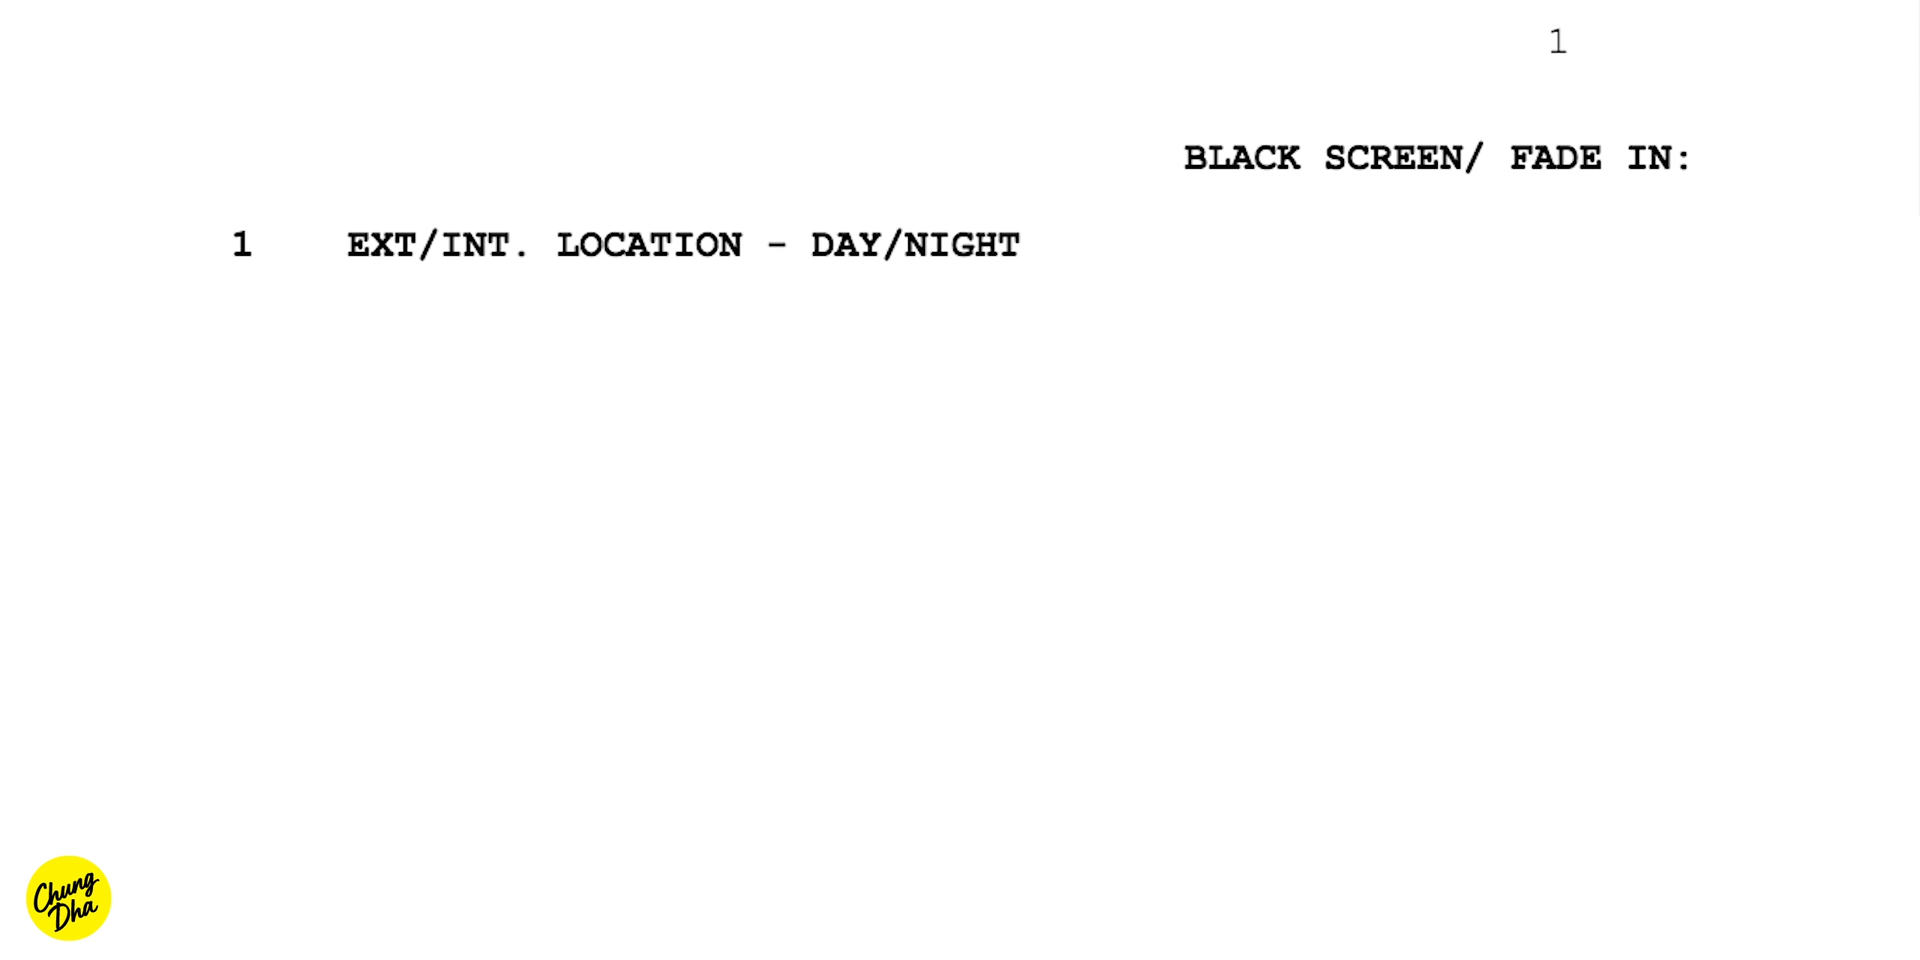 1
BLACK SCREEN/ FADE IN:
1 EXT/INT. LOCATION - DAY/NIGHT
Chung
Dha